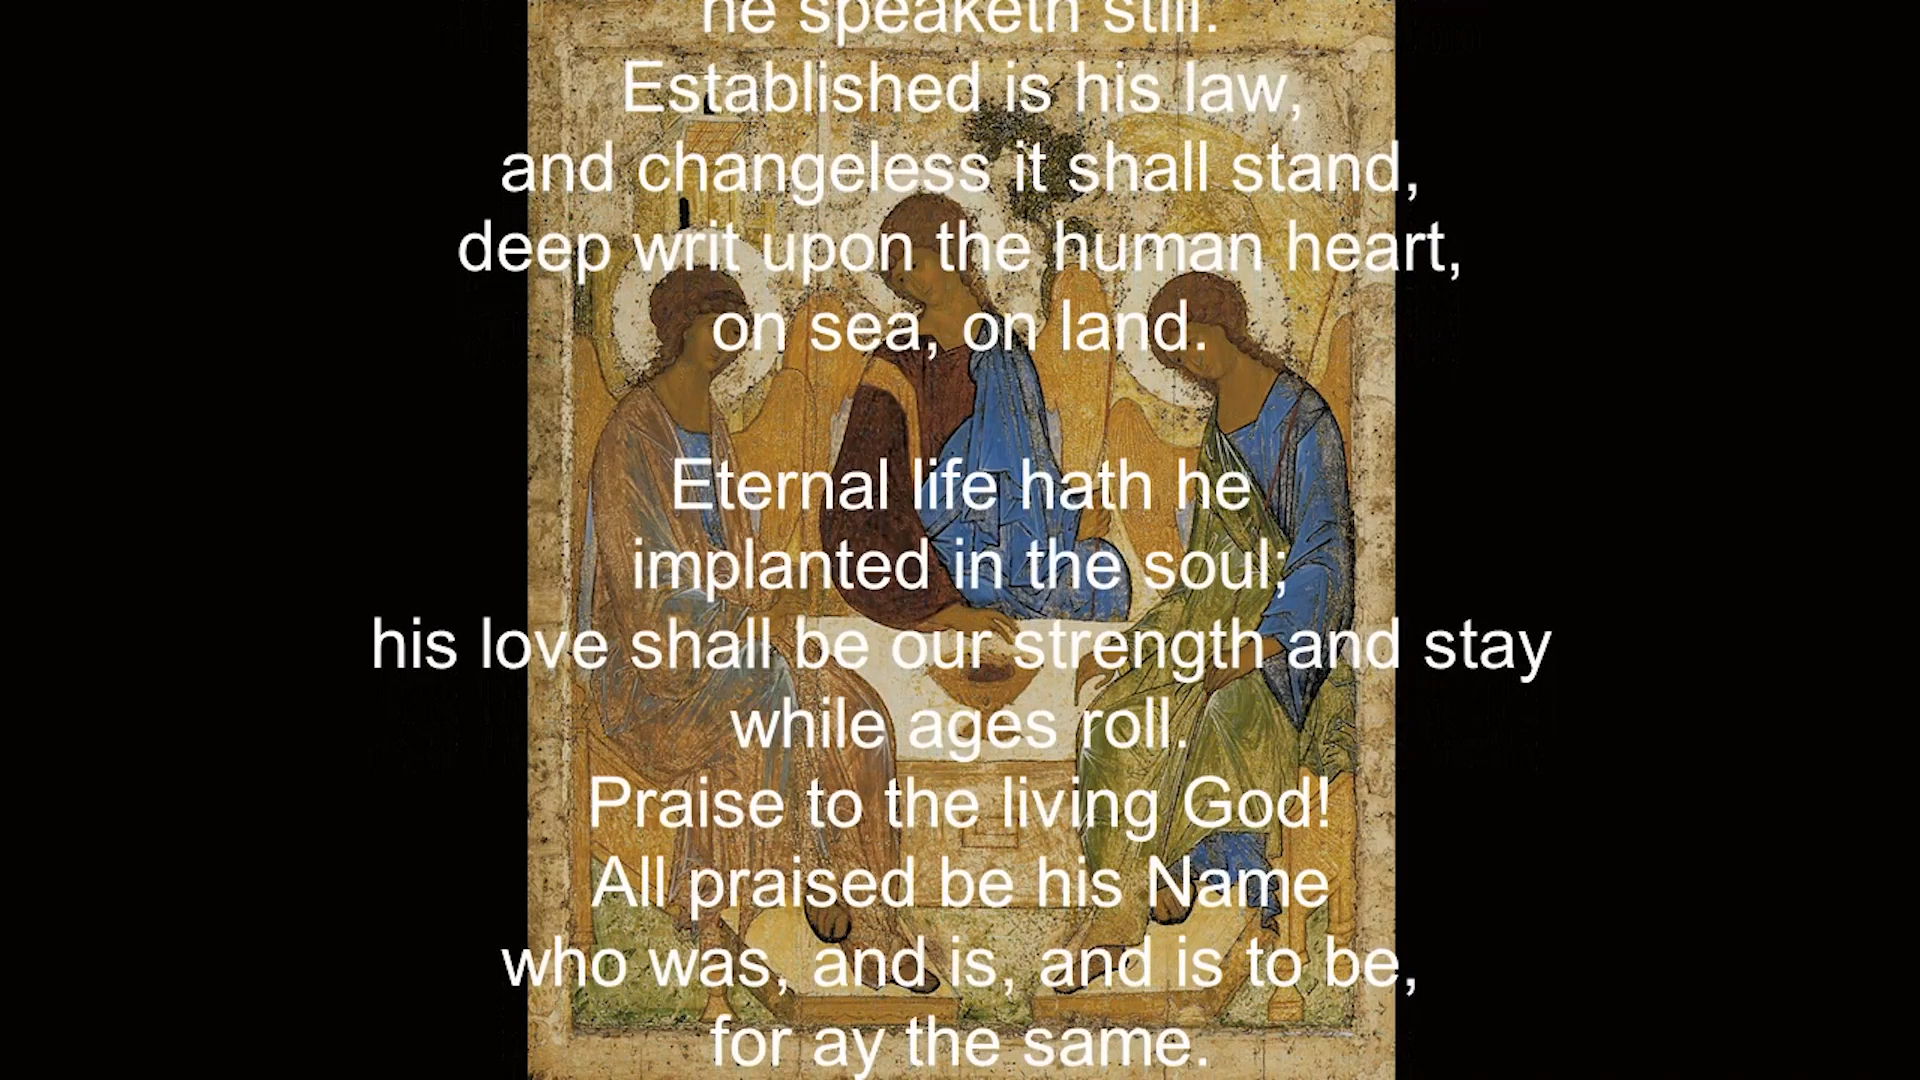 he speaketh still.
Established is his law,
and changeless it shall stand,
deep writ upon the human heart,
on sea, on land.
Eternal life hath he
implanted in the soul;
his love shall be our strength and stay
while ages roll.
Praise to the living God!
All praised be his Name
who was, and is, and is to be,
for ay the same.